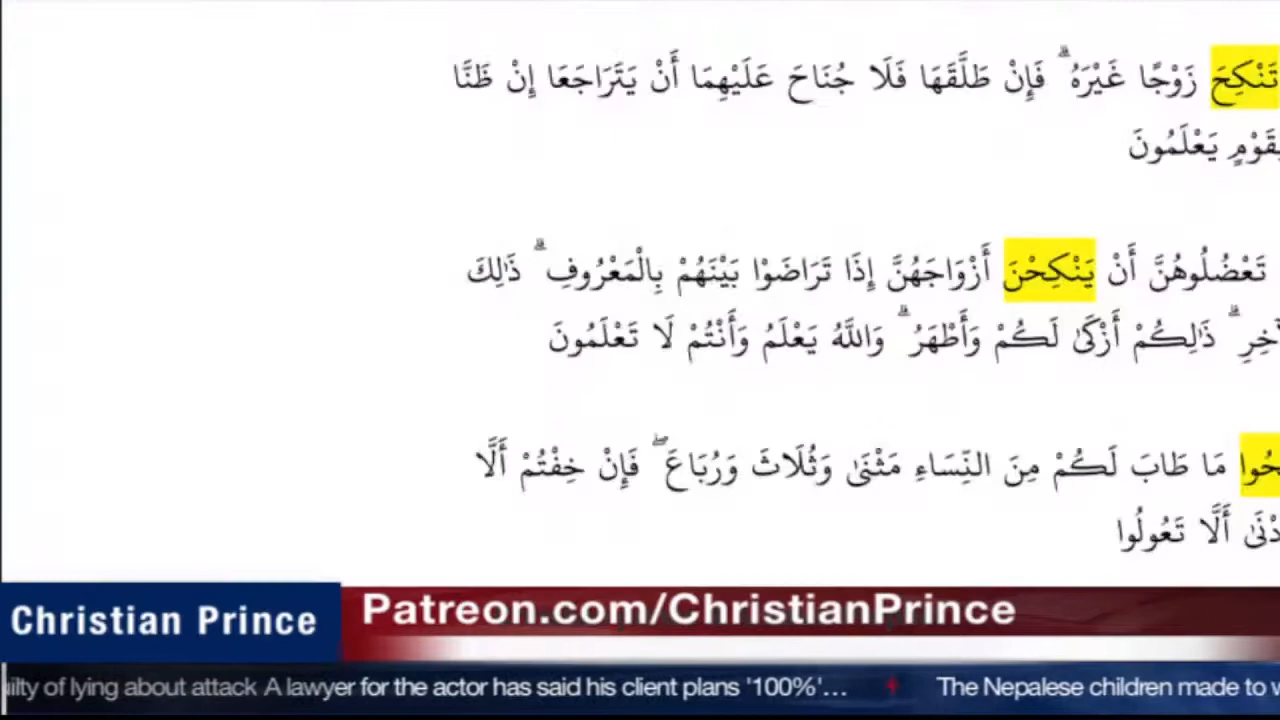 تَنْكِحَ زَوْجًا غَيْرَهُ ۗ فَإِنْ طَلَّقَهَا فَلَا جُنَاحَ عَلَيْهِمَا أَنْ يَتَرَاجَعَا إِنْ ظَنَّا
يَعْلَمُونَ
تَعْضُلُوهُنَّ أَنْ يَنْكِحْنَ أَزْوَاجَهُنَّ إِذَا تَرَاضَوْا بَيْنَهُمْ بِالْمَعْرُوفِ ۗ ذَٰلِكَ
ۗ ذَٰلِكُمْ أَزْكَىٰ لَكُمْ وَأَطْهَرُ ۗ وَاللَّهُ يَعْلَمُ وَأَنْتُمْ لَا تَعْلَمُونَ
مَا طَابَ لَكُمْ مِنَ النِّسَاءِ مَثْنَىٰ وَثُلَاثَ وَرُبَاعَ ۖ فَإِنْ خِفْتُمْ أَلَّا
أَلَّا تَعُولُوا
Christian Prince
Patreon.com/ChristianPrince
of lying about attack A lawyer for the actor has said his client plans '100%'... The Nepalese children made to